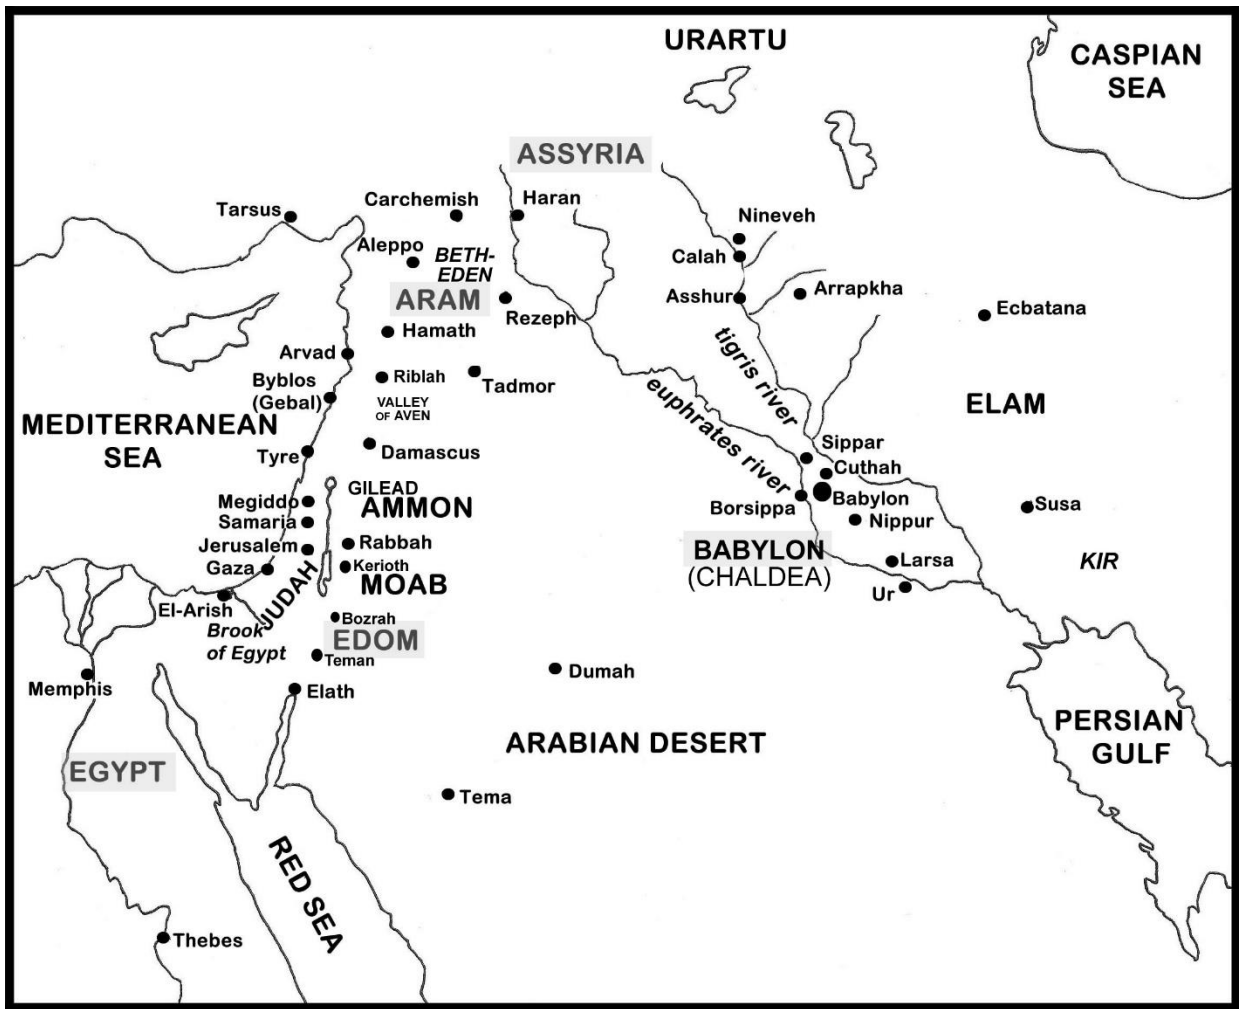 URARTU
CASPIAN
SEA
ASSYRIA
Carchemish
Haran
Tarsus
Nineveh
Aleppo
BETH-
EDEN
Calah
ARAM
Asshur
Arrapkha
Rezeph
Ecbatana
Hamath
tigris river
Arvad
Byblos
(Gebal)
Riblah
Tadmor
VALLEY
OF AVEN
euphrates river
ELAM
MEDITERRANEAN
SEA
Tyre
Damascus
Sippar
Cuthah
GILEAD
Megiddo
AMMON
Samaria
Borsippa
Babylon
Nippur
Susa
Jerusalem
Rabbah
BABYLON
(CHALDEA)
Larsa
KIR
Gaza
Kerioth
MOAB
JUDAH
Ur
El-Arish
Brook
of Egypt
Bozrah
EDOM
Teman
Memphis
Elath
Dumah
ARABIAN DESERT
PERSIAN
GULF
EGYPT
Tema
RED SEA
Thebes